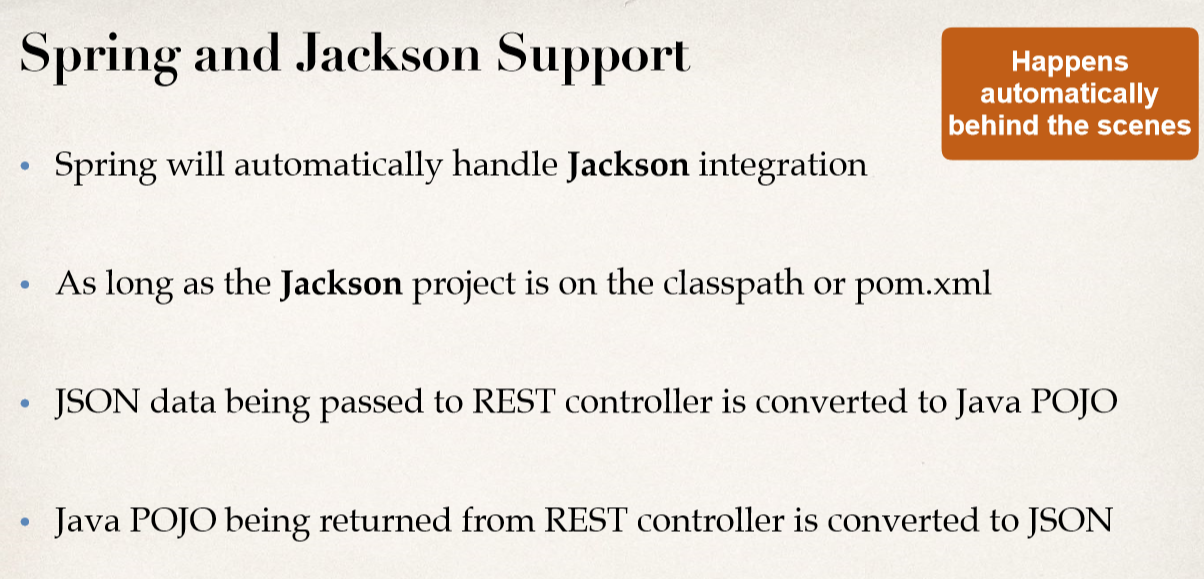 Spring and Jackson Support
Happens
automatically
behind the scenes
• Spring will automatically handle Jackson integration
• As long as the Jackson project is on the classpath or pom.xml
• JSON data being passed to REST controller is converted to Java POJO
• Java POJO being returned from REST controller is converted to JSON